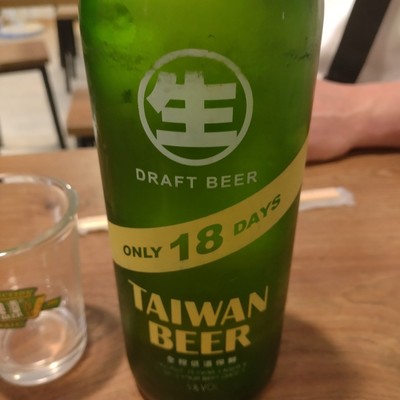 生
DRAFT BEER
ONLY 18 DAYS
TAIWAN
BEER